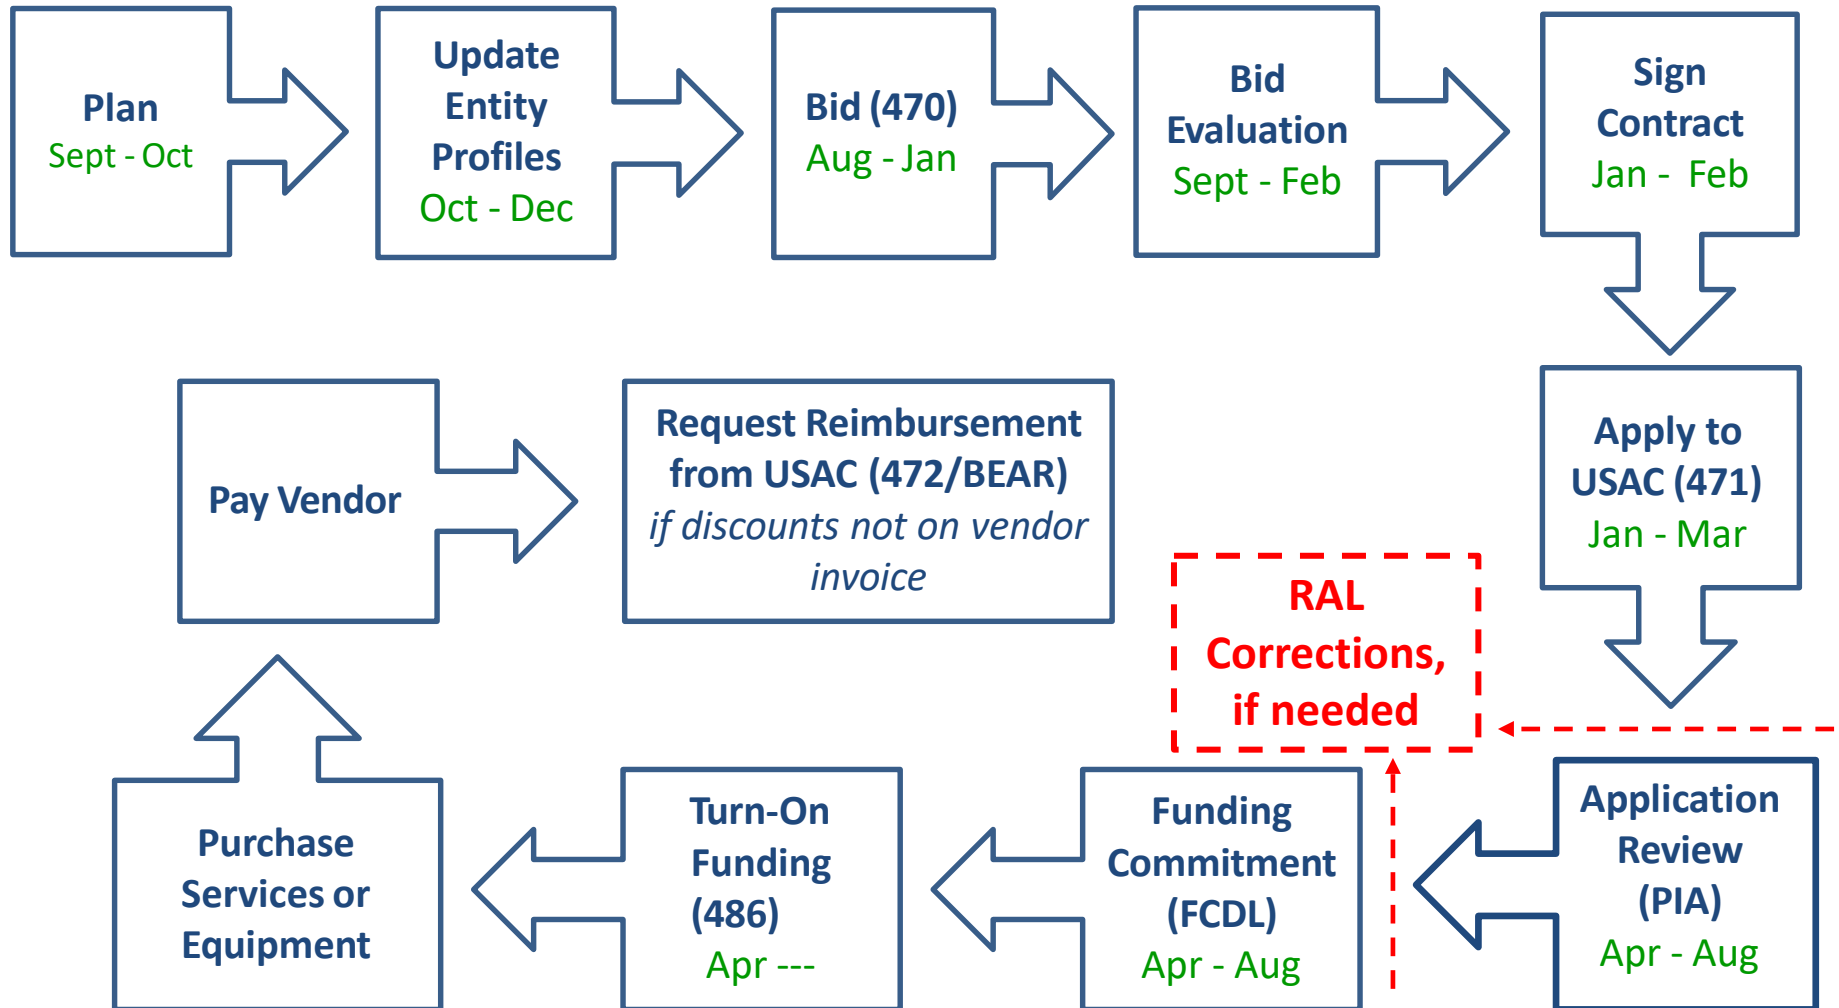 Plan
Sept - Oct
Update
Entity
Profiles
Oct - Dec
Bid (470)
Aug - Jan
Bid
Evaluation
Sept - Feb
Sign
Contract
Jan -  Feb
Apply to
USAC (471)
Jan - Mar
Pay Vendor
Request Reimbursement
from USAC (472/BEAR)
if discounts not on vendor
invoice
RAL
Corrections,
if needed
Application
Review
(PIA)
Apr - Aug
Funding
Commitment
(FCDL)
Apr - Aug
Turn-On
Funding
(486)
Apr ---
Purchase
Services or
Equipment